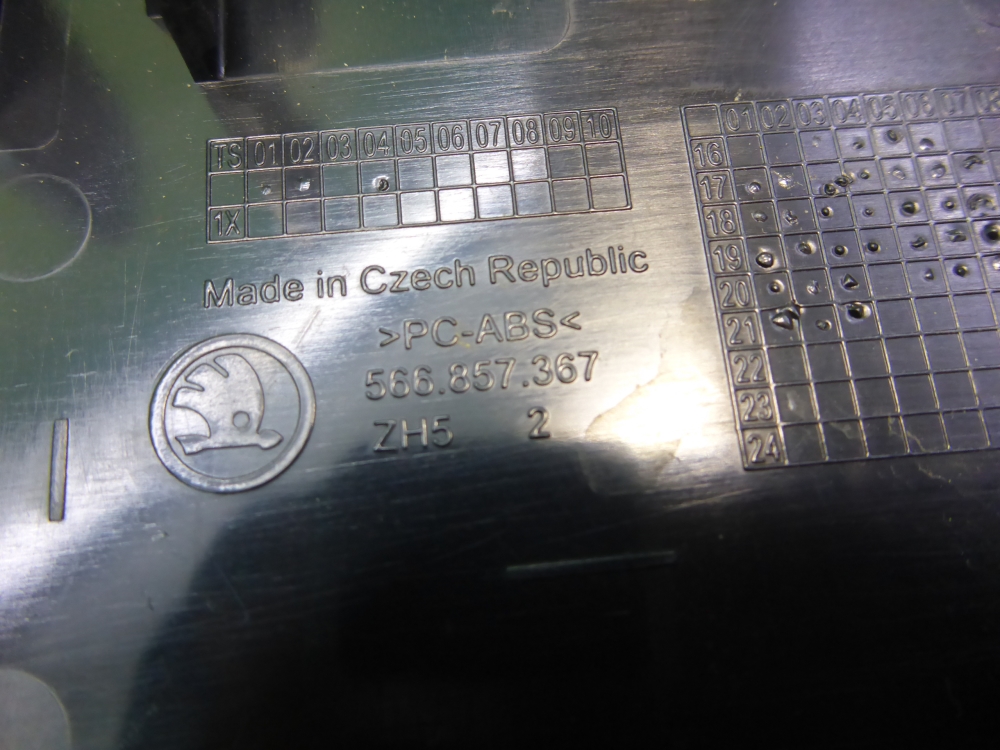 TS 01 02 03 04 05 06 07 08 09 10
1X
Made in Czech Republic
>PC-ABS<
566.857.367
ZH5 2
01 02 03 04 05 06 07 08
16
17
18
19
20
21
22
23
24